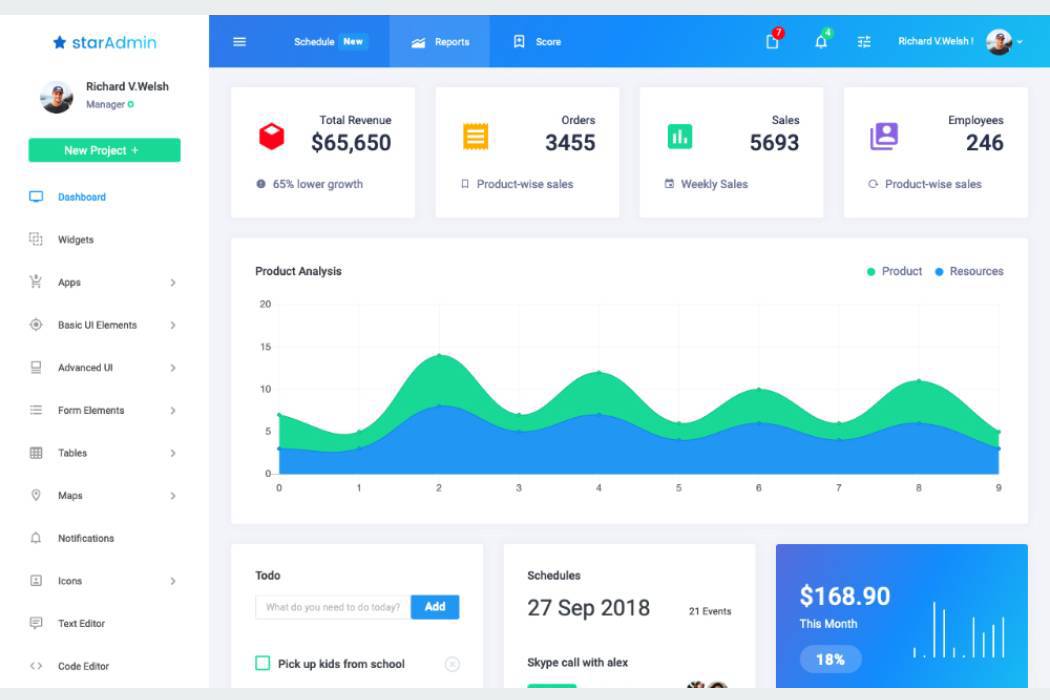 starAdmin
Schedule New
Reports
Score
7
4
Richard V.Welsh !
Richard V.Welsh
Manager
New Project +
Dashboard
Widgets
Apps
Basic UI Elements
Advanced UI
Form Elements
Tables
Maps
Notifications
Icons
Text Editor
Code Editor
Total Revenue
$65,650
65% lower growth
Orders
3455
Product-wise sales
Sales
5693
Weekly Sales
Employees
246
Product-wise sales
Product Analysis
Product
Resources
20
15
10
5
0
0 1 2 3 4 5 6 7 8 9
Todo
What do you need to do today?
Add
Pick up kids from school
Schedules
27 Sep 2018
21 Events
Skype call with alex
$168.90
This Month
18%